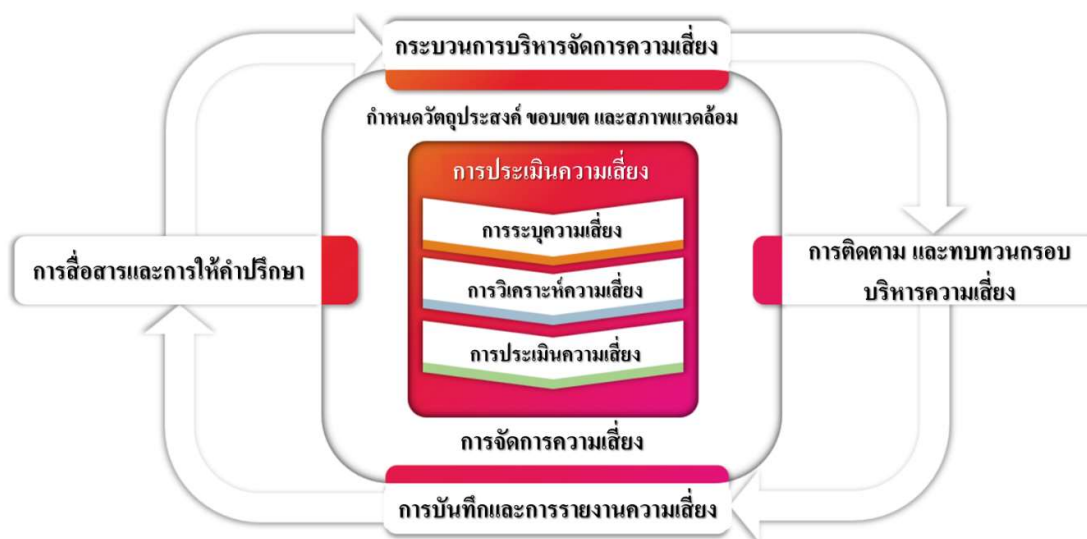 กระบวนการบริหารจัดการความเสี่ยง
กำหนดวัตถุประสงค์ ขอบเขต และสภาพแวดล้อม
การประเมินความเสี่ยง
การระบุความเสี่ยง
การวิเคราะห์ความเสี่ยง
การประเมินความเสี่ยง
การจัดการความเสี่ยง
การสื่อสารและการให้คำปรึกษา
การติดตาม และทบทวนกรอบ
บริหารความเสี่ยง
การบันทึกและการรายงานความเสี่ยง